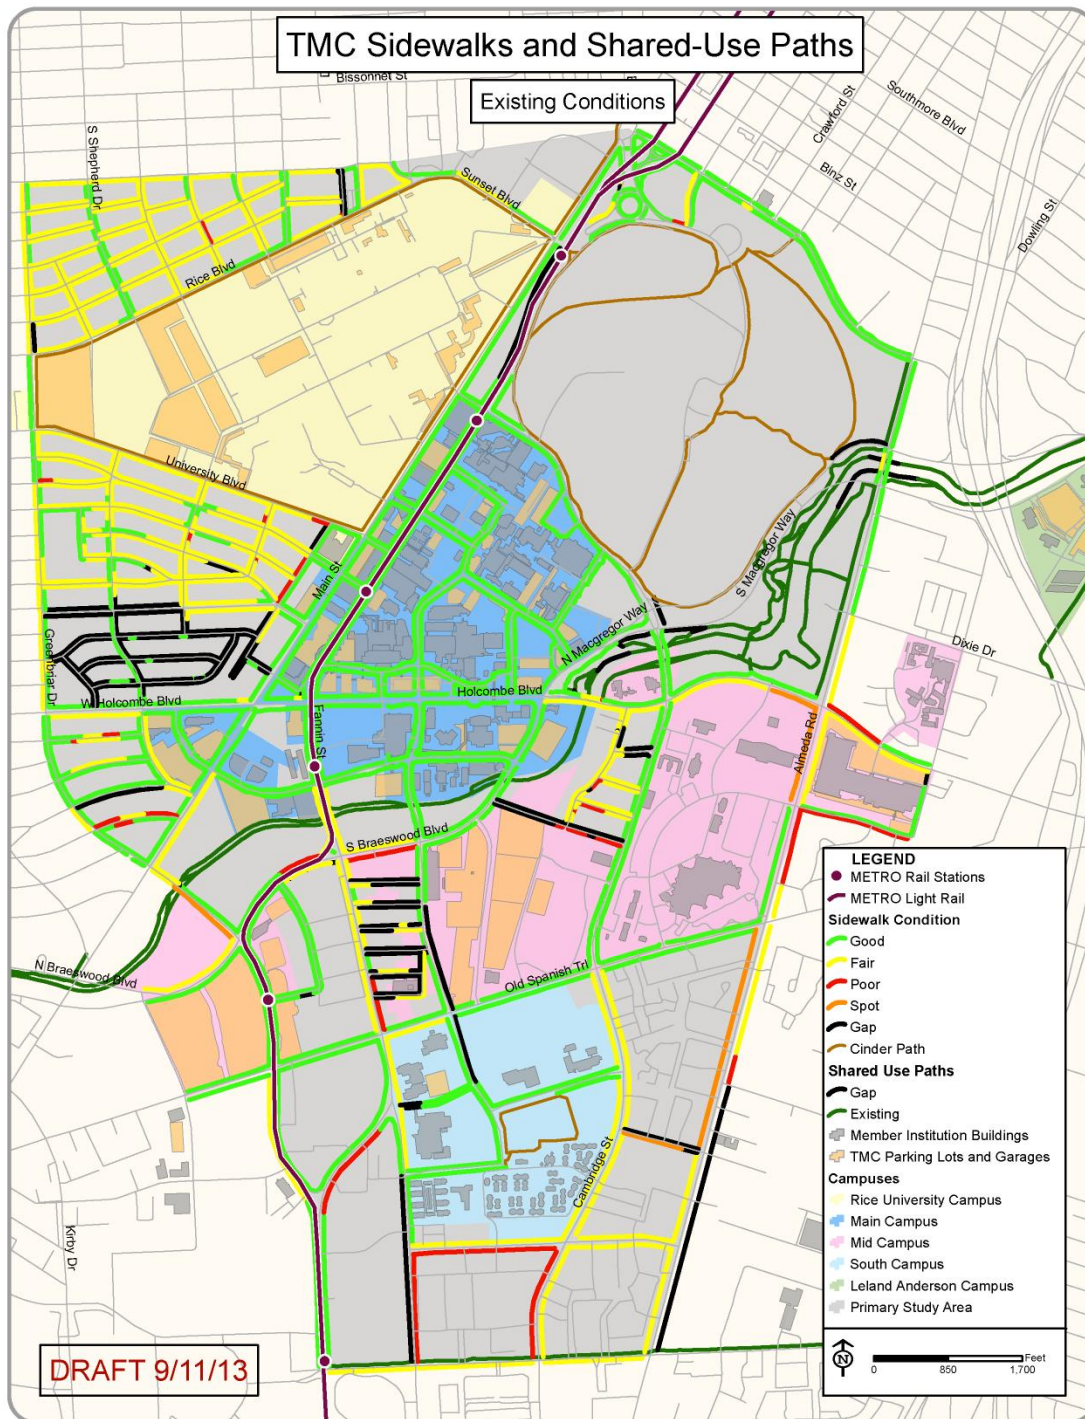 TMC Sidewalks and Shared-Use Paths
Existing Conditions
Bissonnet St
S Shepherd Dr
Sunset Blvd
Crawford St
Southmore Blvd
Binz St
Dowling St
Rice Blvd
University Blvd
Main St
S Macgregor Way
N Macgregor Way
Dixie Dr
Greenbriar Dr
W Holcombe Blvd
Holcombe Blvd
Fannin St
Almeda Rd
S Braeswood Blvd
N Braeswood Blvd
Old Spanish Trl
Cambridge St
Kirby Dr
LEGEND
METRO Rail Stations
METRO Light Rail
Sidewalk Condition
Good
Fair
Poor
Spot
Gap
Cinder Path
Shared Use Paths
Gap
Existing
Member Institution Buildings
TMC Parking Lots and Garages
Campuses
Rice University Campus
Main Campus
Mid Campus
South Campus
Leland Anderson Campus
Primary Study Area
N
Feet
0 850 1,700
DRAFT 9/11/13